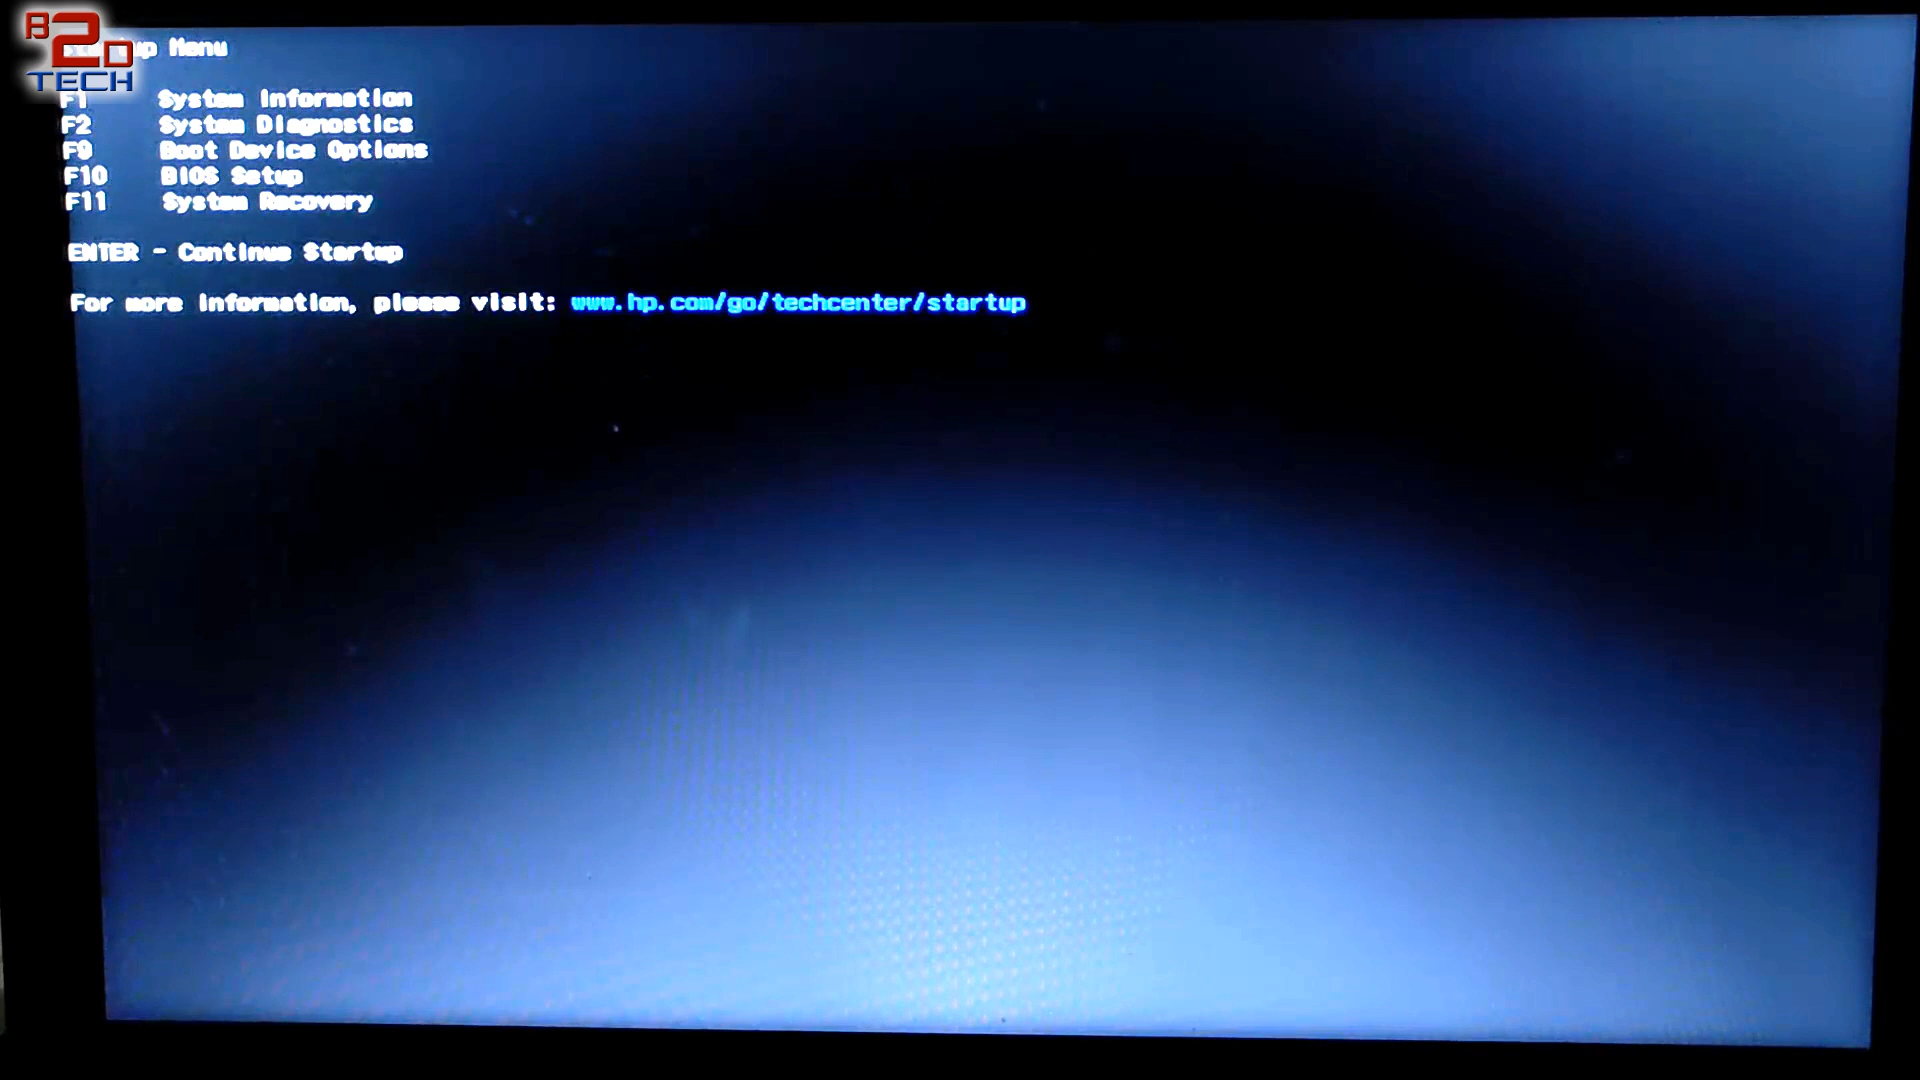 B2D
TECH
Startup Menu
F1 System Information
F2 System Diagnostics
F9 Boot Device Options
F10 BIOS Setup
F11 System Recovery
ENTER - Continue Startup
For more information, please visit: www.hp.com/go/techcenter/startup